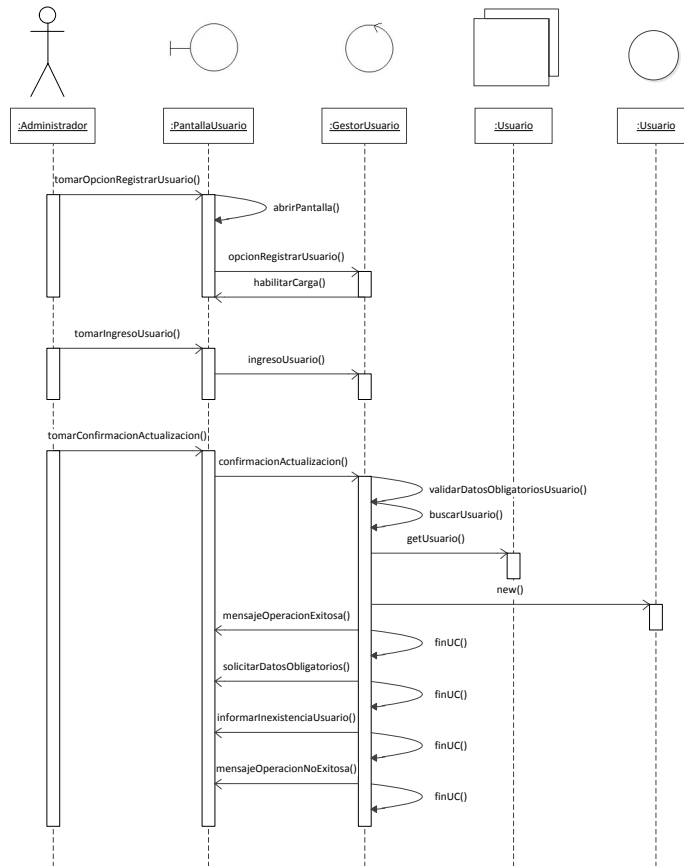 :Administrador
:PantallaUsuario
:GestorUsuario
:Usuario
:Usuario
tomarOpcionRegistrarUsuario()
abrirPantalla()
opcionRegistrarUsuario()
habilitarCarga()
tomarIngresoUsuario()
ingresoUsuario()
tomarConfirmacionActualizacion()
confirmacionActualizacion()
validarDatosObligatoriosUsuario()
buscarUsuario()
getUsuario()
new()
mensajeOperacionExitosa()
finUC()
solicitarDatosObligatorios()
finUC()
informarInexistenciaUsuario()
finUC()
mensajeOperacionNoExitosa()
finUC()